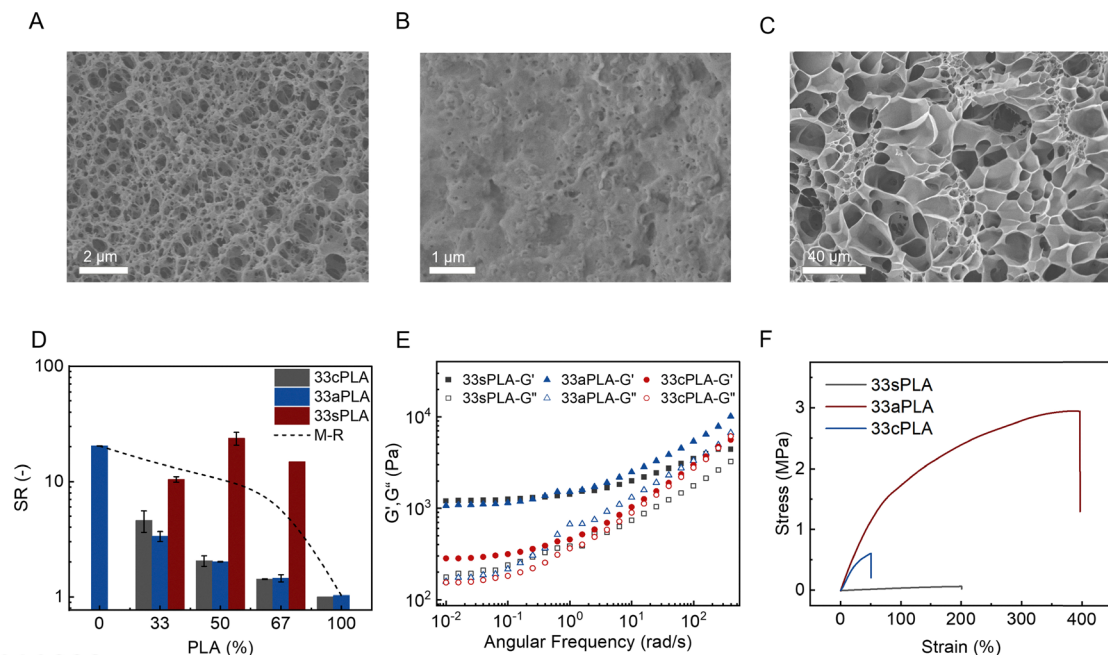 A
B
C
2 µm
1 µm
40 µm
D
E
F
100
10
1
SR (-)
33cPLA
33aPLA
33sPLA
M-R
0
33
50
67
100
PLA (%)
33sPLA-G' 33aPLA-G' 33cPLA-G'
33sPLA-G" 33aPLA-G" 33cPLA-G"
10⁴
10³
10²
G',G“ (Pa)
10⁻² 10⁻¹ 10⁰ 10¹ 10²
Angular Frequency (rad/s)
33sPLA
33aPLA
33cPLA
3
2
1
0
Stress (MPa)
0 100 200 300 400
Strain (%)